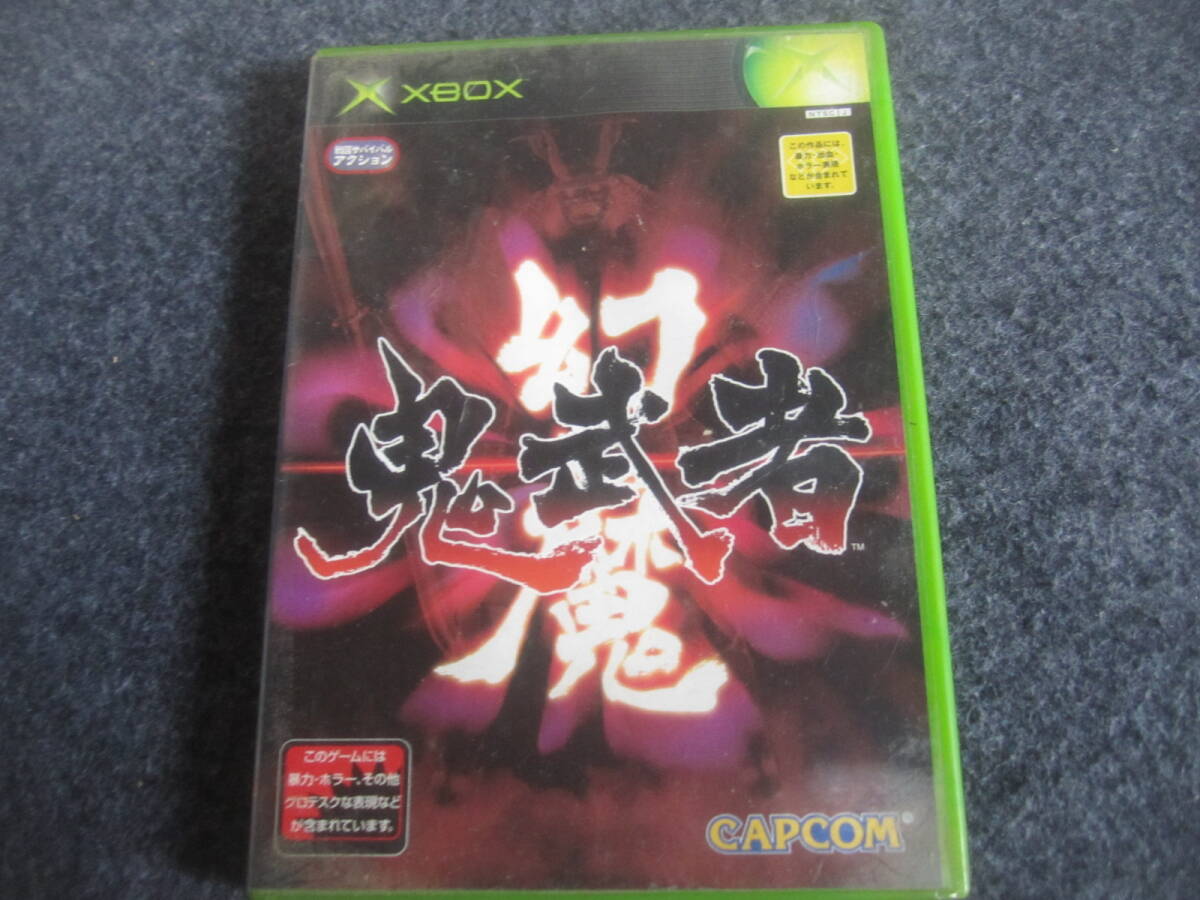 XBOX
NTSC-J
戦国サバイバル
アクション
この作品には、
暴力・出血・
ホラー表現
などが含まれて
います。
幻魔
鬼武者
TM
このゲームには
暴力・ホラー、その他
グロテスクな表現など
が含まれています。
CAPCOM®